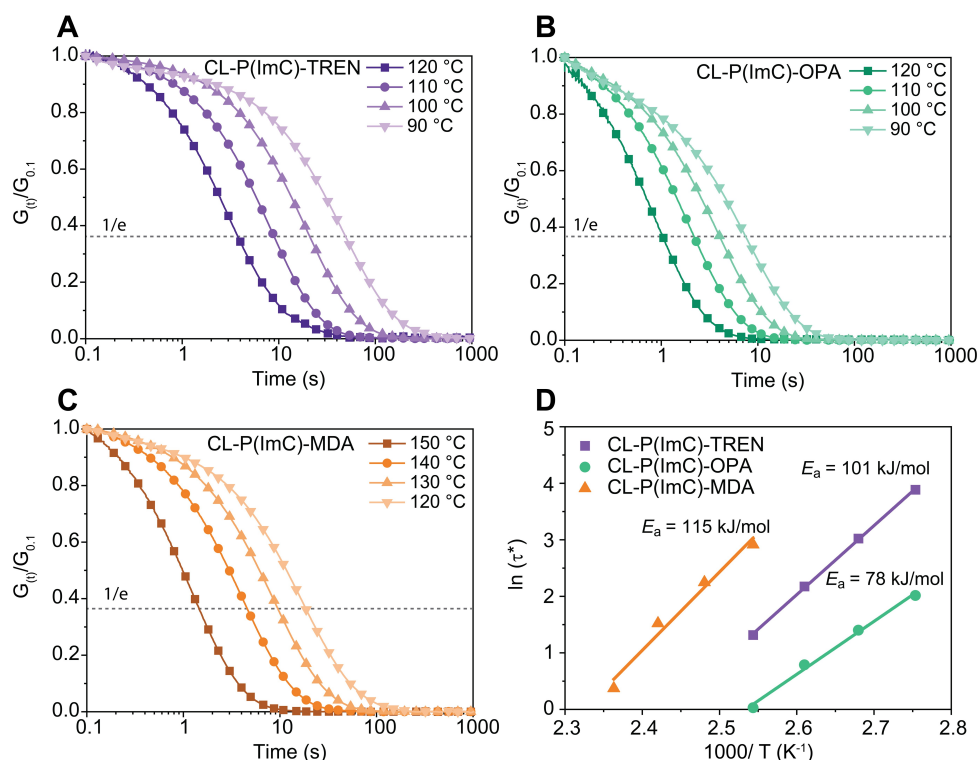 A
CL-P(ImC)-TREN
120 °C
110 °C
100 °C
90 °C
1/e
G(t)/G0.1
1.0
0.8
0.6
0.4
0.2
0.0
0.1 1 10 100 1000
Time (s)
B
CL-P(ImC)-OPA
120 °C
110 °C
100 °C
90 °C
1/e
G(t)/G0.1
1.0
0.8
0.6
0.4
0.2
0.0
0.1 1 10 100 1000
Time (s)
C
CL-P(ImC)-MDA
150 °C
140 °C
130 °C
120 °C
1/e
G(t)/G0.1
1.0
0.8
0.6
0.4
0.2
0.0
0.1 1 10 100 1000
Time (s)
D
CL-P(ImC)-TREN
CL-P(ImC)-OPA
CL-P(ImC)-MDA
Ea = 101 kJ/mol
Ea = 115 kJ/mol
Ea = 78 kJ/mol
ln (τ*)
5
4
3
2
1
0
2.3 2.4 2.5 2.6 2.7 2.8
1000/ T (K-1)